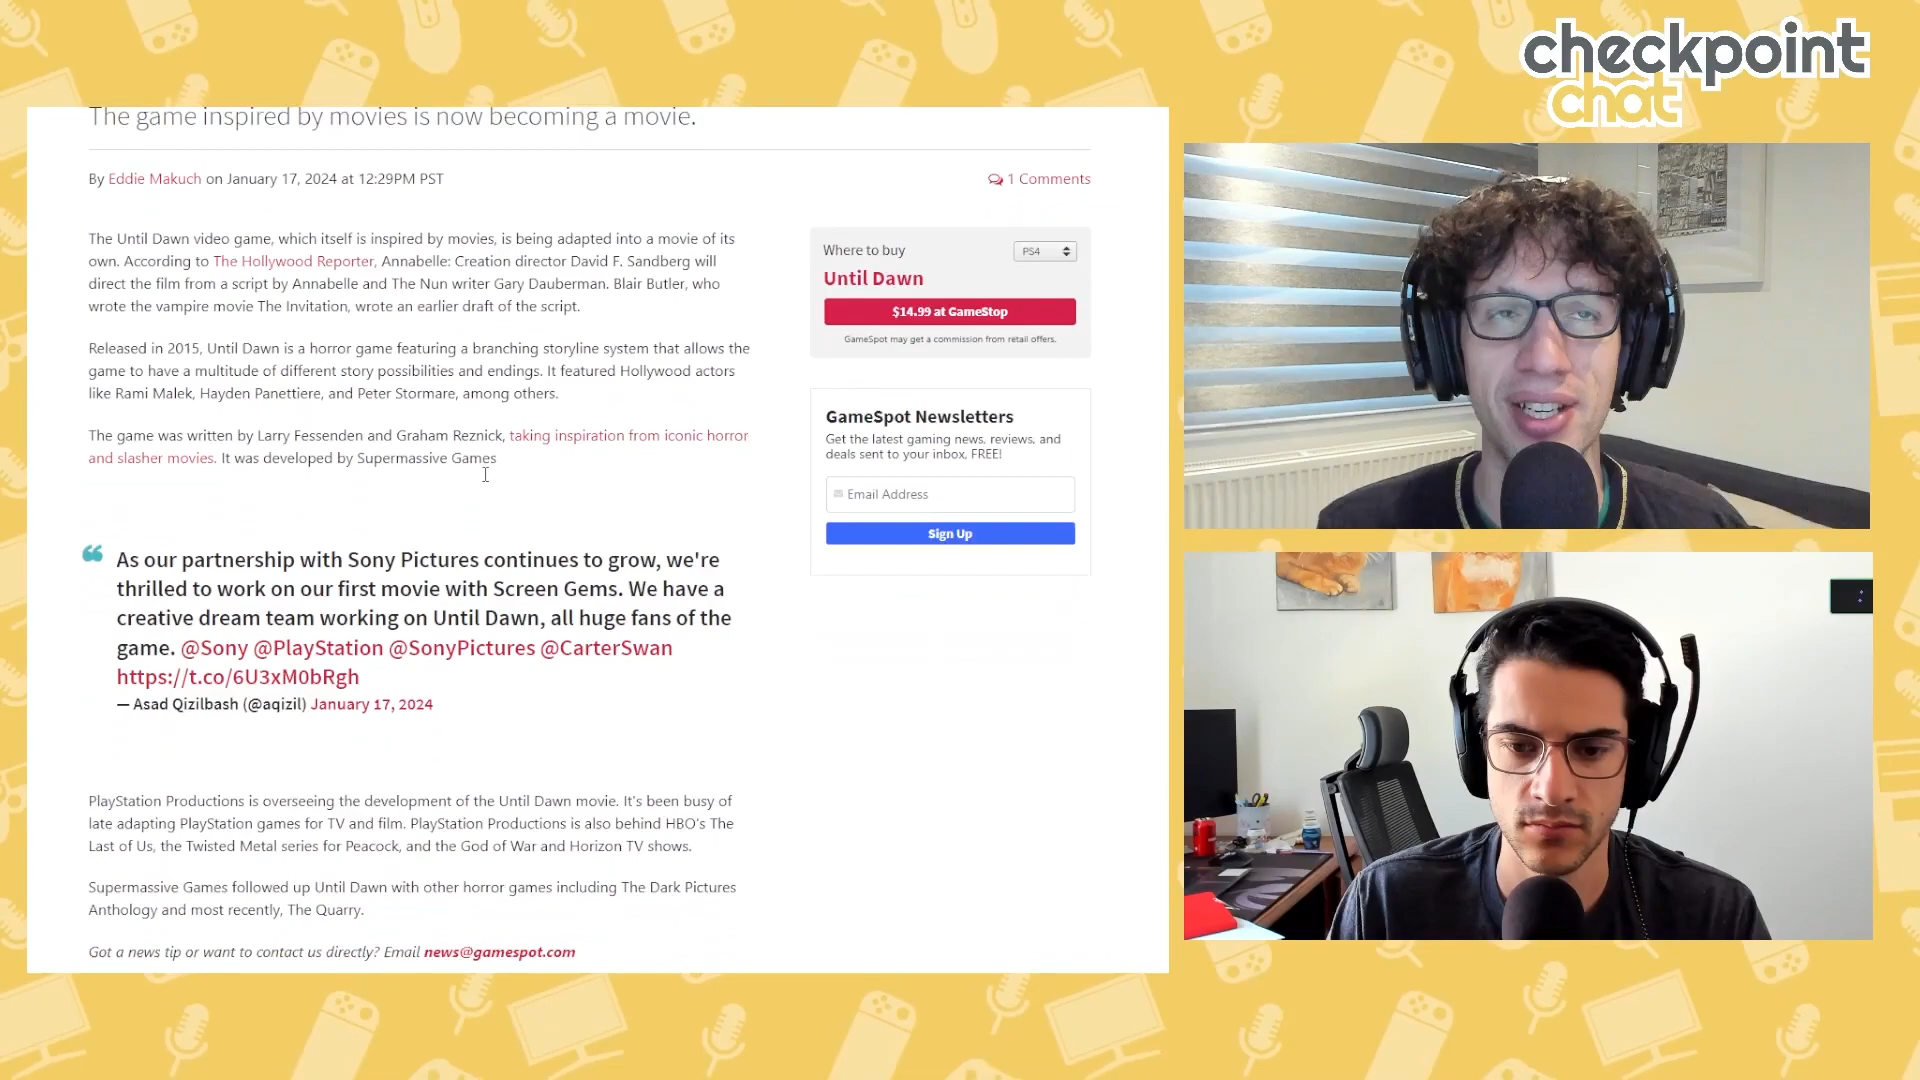 checkpoint
chat
The game inspired by movies is now becoming a movie.
By Eddie Makuch on January 17, 2024 at 12:29PM PST
1 Comments
The Until Dawn video game, which itself is inspired by movies, is being adapted into a movie of its
own. According to The Hollywood Reporter, Annabelle: Creation director David F. Sandberg will
direct the film from a script by Annabelle and The Nun writer Gary Dauberman. Blair Butler, who
wrote the vampire movie The Invitation, wrote an earlier draft of the script.
Released in 2015, Until Dawn is a horror game featuring a branching storyline system that allows the
game to have a multitude of different story possibilities and endings. It featured Hollywood actors
like Rami Malek, Hayden Panettiere, and Peter Stormare, among others.
The game was written by Larry Fessenden and Graham Reznick, taking inspiration from iconic horror
and slasher movies. It was developed by Supermassive Games
“ As our partnership with Sony Pictures continues to grow, we're
thrilled to work on our first movie with Screen Gems. We have a
creative dream team working on Until Dawn, all huge fans of the
game. @Sony @PlayStation @SonyPictures @CarterSwan
https://t.co/6U3xM0bRgh
— Asad Qizilbash (@aqizil) January 17, 2024
PlayStation Productions is overseeing the development of the Until Dawn movie. It's been busy of
late adapting PlayStation games for TV and film. PlayStation Productions is also behind HBO's The
Last of Us, the Twisted Metal series for Peacock, and the God of War and Horizon TV shows.
Supermassive Games followed up Until Dawn with other horror games including The Dark Pictures
Anthology and most recently, The Quarry.
Got a news tip or want to contact us directly? Email news@gamespot.com
Where to buy
PS4
Until Dawn
$14.99 at GameStop
GameSpot may get a commission from retail offers.
GameSpot Newsletters
Get the latest gaming news, reviews, and
deals sent to your inbox, FREE!
Email Address
Sign Up